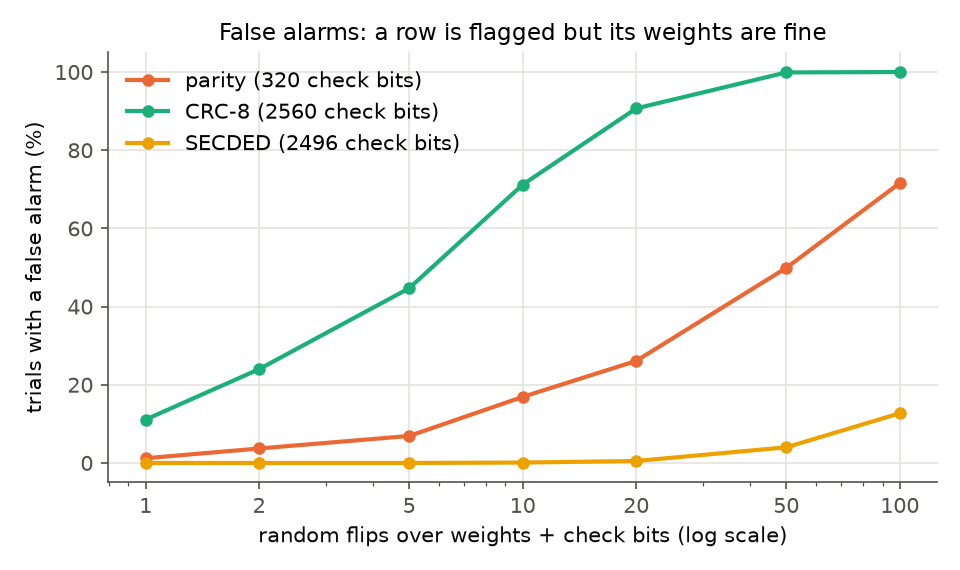 False alarms: a row is flagged but its weights are fine
trials with a false alarm (%)
100
80
60
40
20
0
parity (320 check bits)
CRC-8 (2560 check bits)
SECDED (2496 check bits)
1
2
5
10
20
50
100
random flips over weights + check bits (log scale)